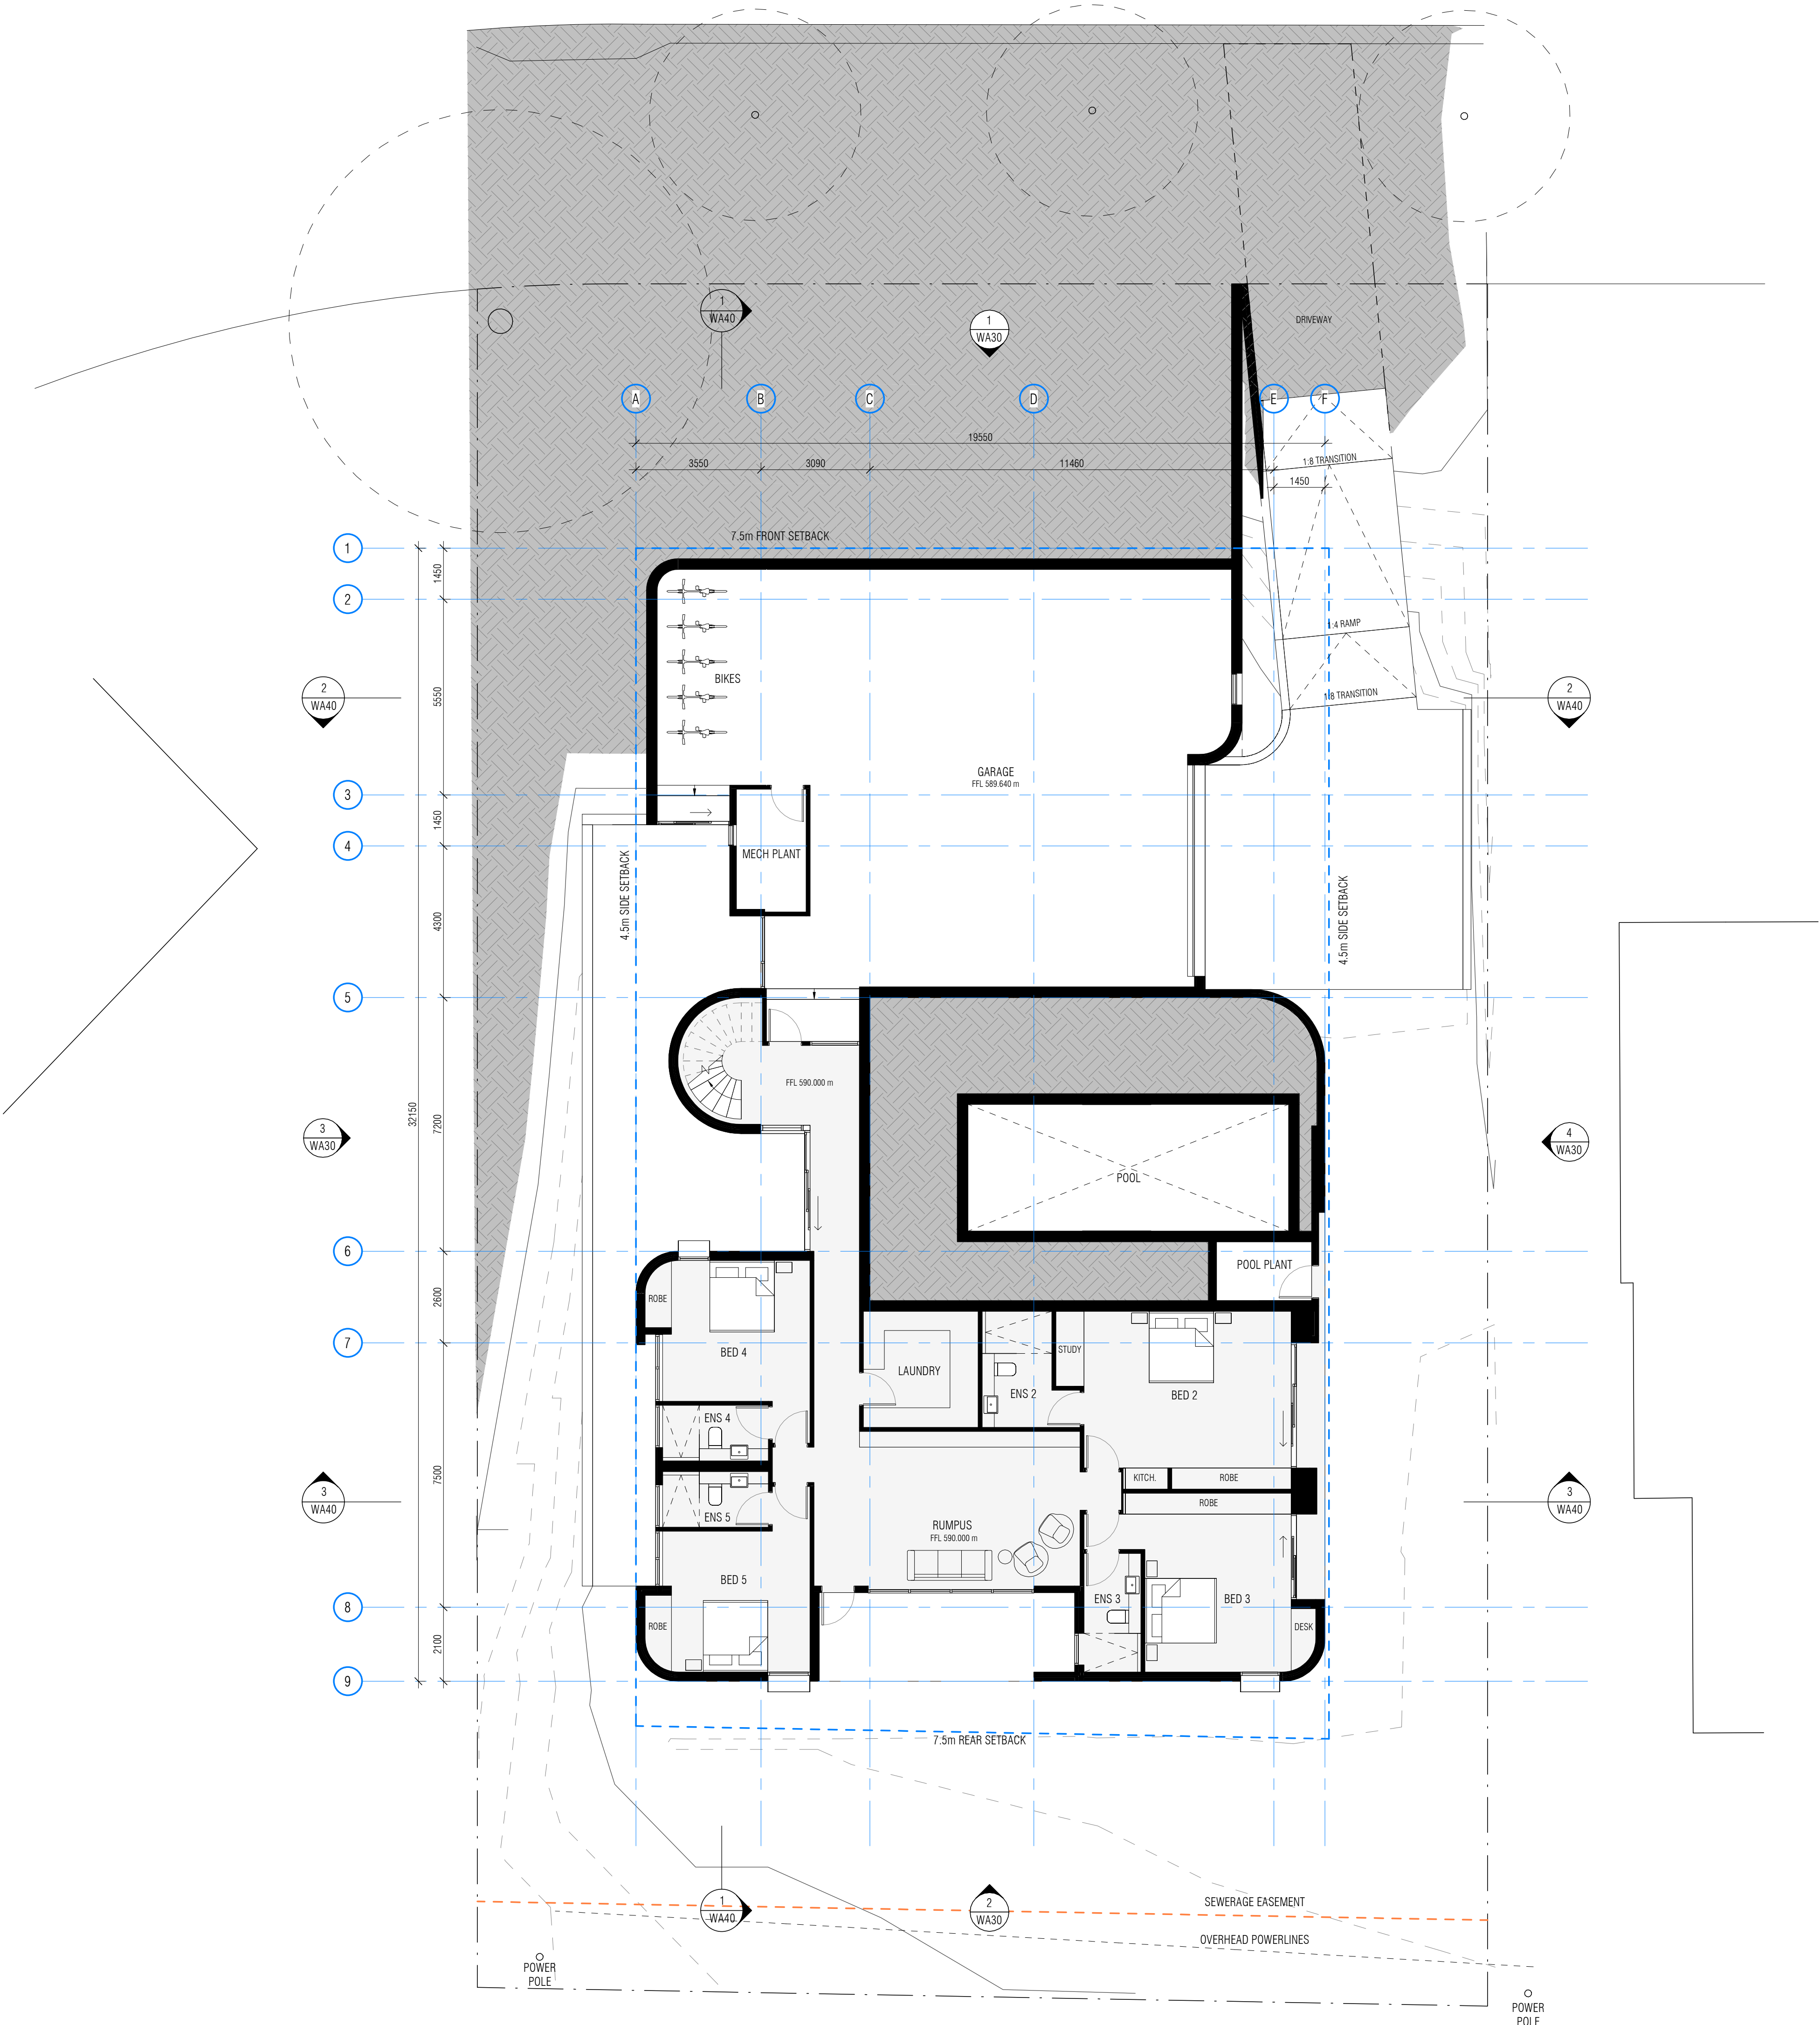 1
WA40
1
WA30
DRIVEWAY
A
B
C
D
E
F
19550
3550
3090
11460
1:8 TRANSITION
1450
7.5m FRONT SETBACK
1
1450
2
1:4 RAMP
BIKES
2
WA40
5550
1:8 TRANSITION
2
WA40
GARAGE
FFL 589.640 m
3
1450
4
MECH PLANT
4.5m SIDE SETBACK
4.5m SIDE SETBACK
4300
5
FFL 590.000 m
32150
7200
3
WA30
4
WA30
POOL
6
POOL PLANT
2600
ROBE
7
BED 4
STUDY
LAUNDRY
ENS 2
BED 2
ENS 4
7500
KITCH.
ROBE
3
WA40
ROBE
3
WA40
ENS 5
RUMPUS
FFL 590.000 m
BED 5
8
ENS 3
BED 3
ROBE
DESK
2100
9
7.5m REAR SETBACK
1
WA40
2
WA30
SEWERAGE EASEMENT
OVERHEAD POWERLINES
POWER
POLE
POWER
POLE